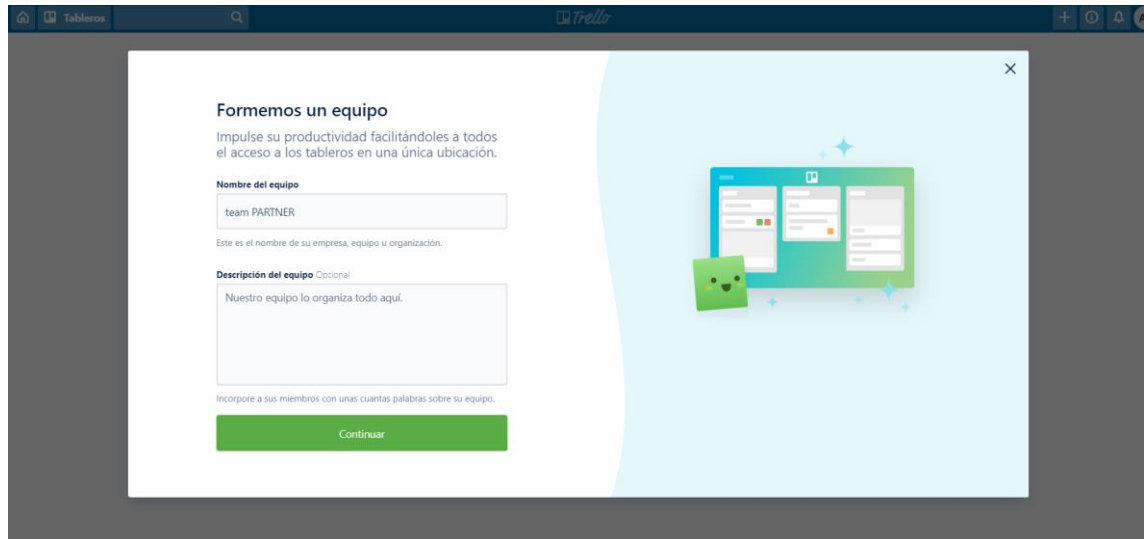 Tableros
Trello
Formemos un equipo
Impulse su productividad facilitándoles a todos
el acceso a los tableros en una única ubicación.
Nombre del equipo
team PARTNER
Este es el nombre de su empresa, equipo u organización.
Descripción del equipo Opcional
Nuestro equipo lo organiza todo aquí.
Incorpore a sus miembros con unas cuantas palabras sobre su equipo.
Continuar